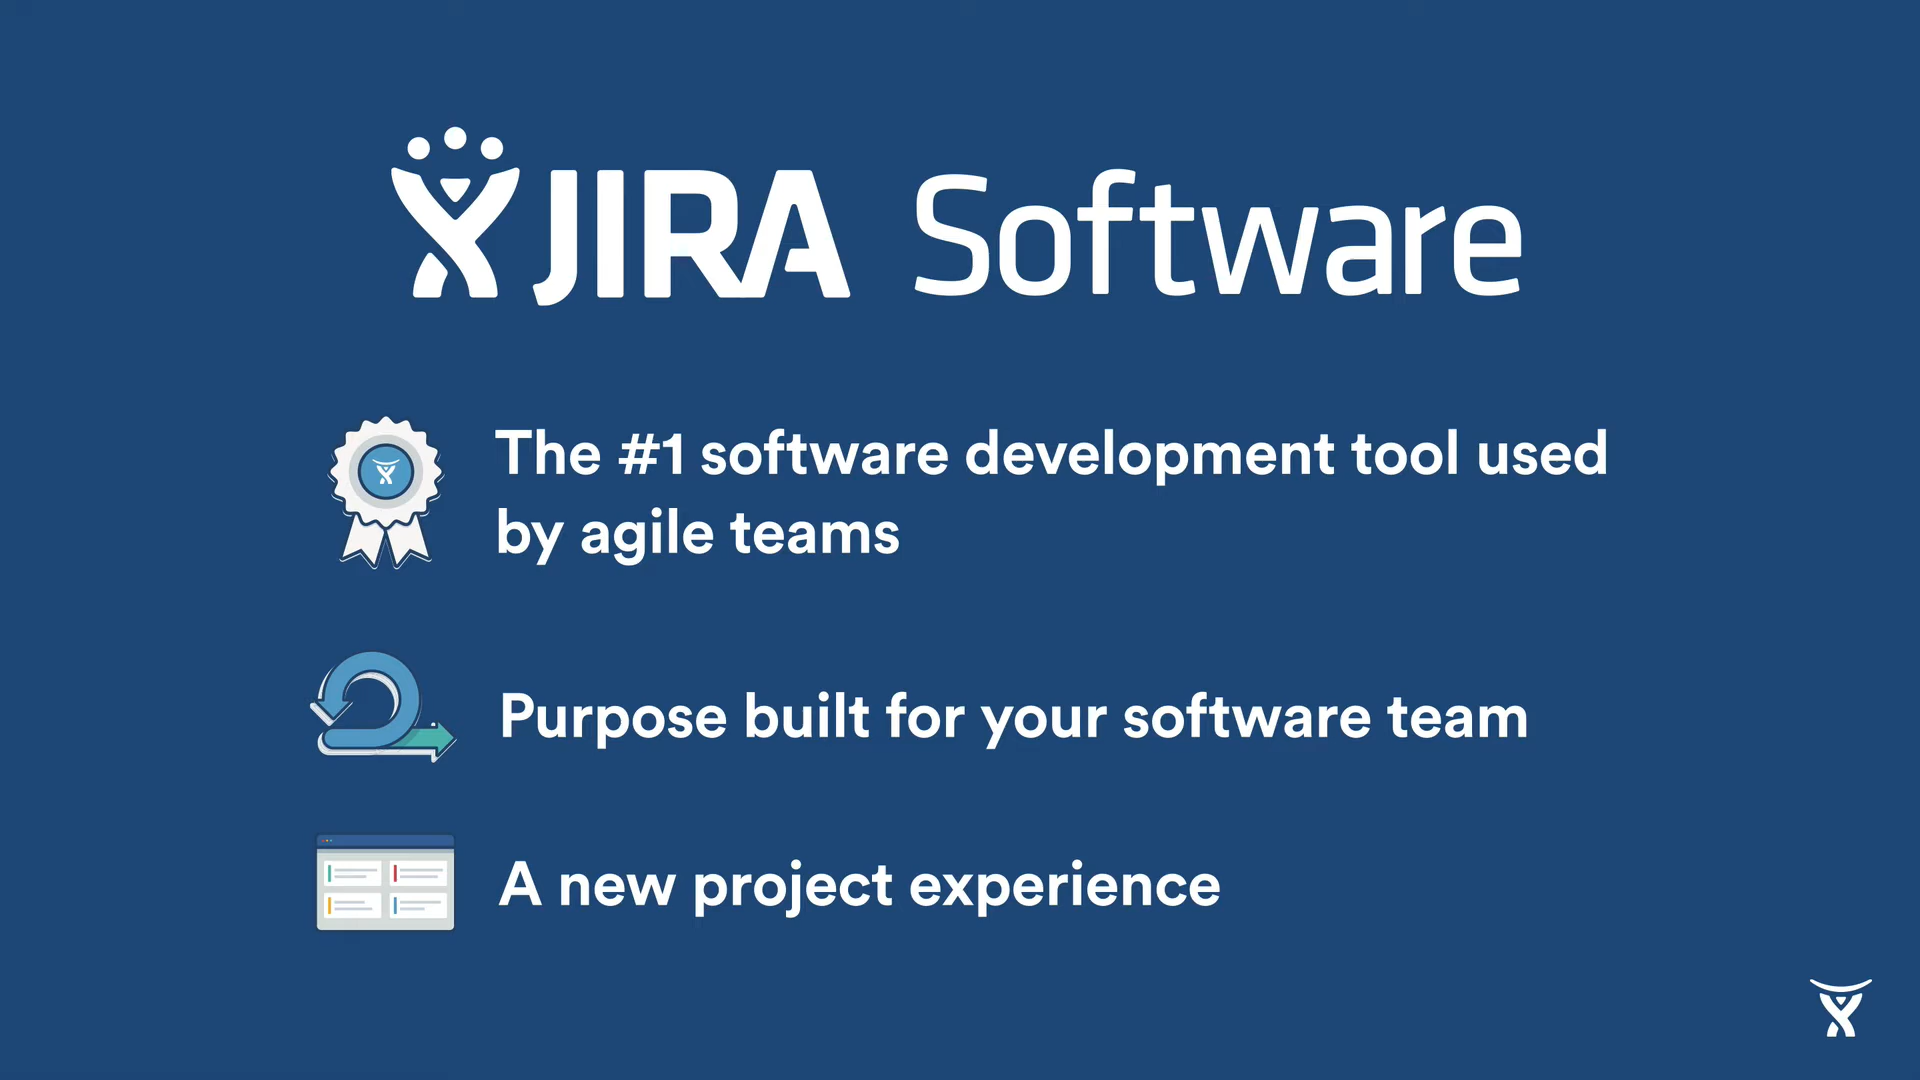 JIRA Software
The #1 software development tool used
by agile teams
Purpose built for your software team
A new project experience